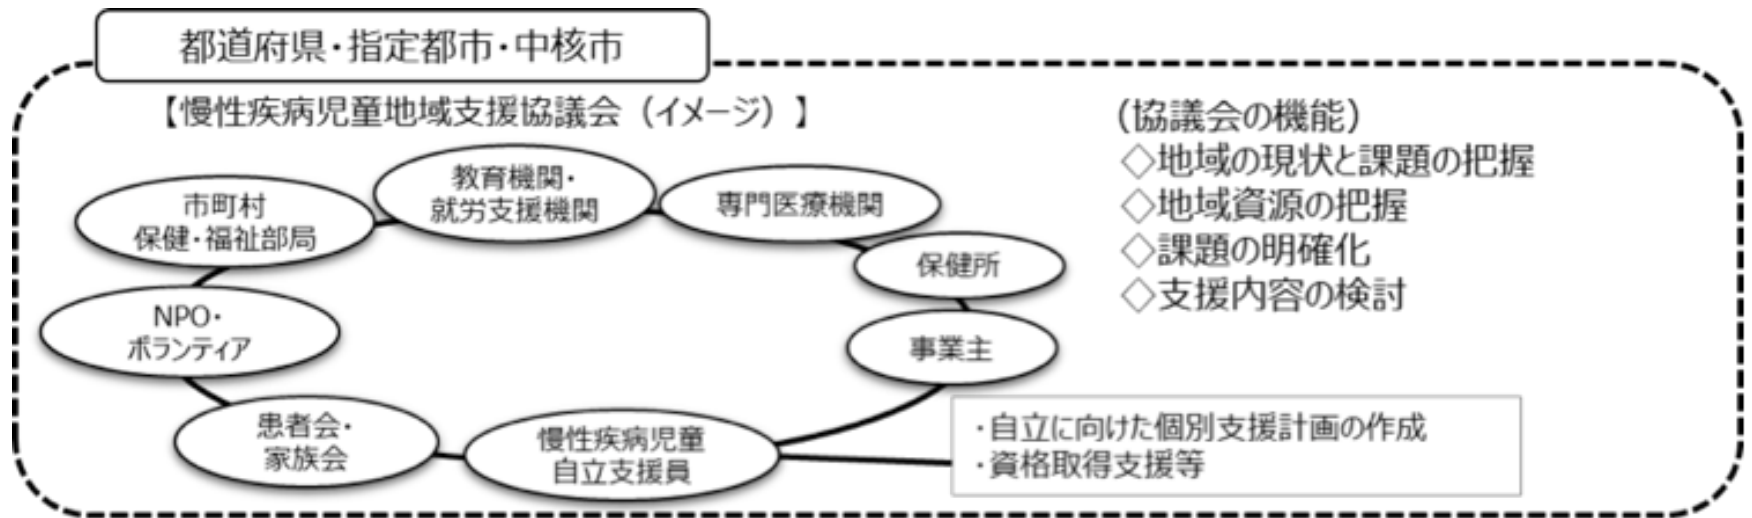 都道府県・指定都市・中核市
【慢性疾病児童地域支援協議会（イメージ）】
教育機関・
就労支援機関
専門医療機関
市町村
保健・福祉部局
保健所
NPO・
ボランティア
事業主
患者会・
家族会
慢性疾病児童
自立支援員
（協議会の機能）
◇地域の現状と課題の把握
◇地域資源の把握
◇課題の明確化
◇支援内容の検討
・自立に向けた個別支援計画の作成
・資格取得支援等